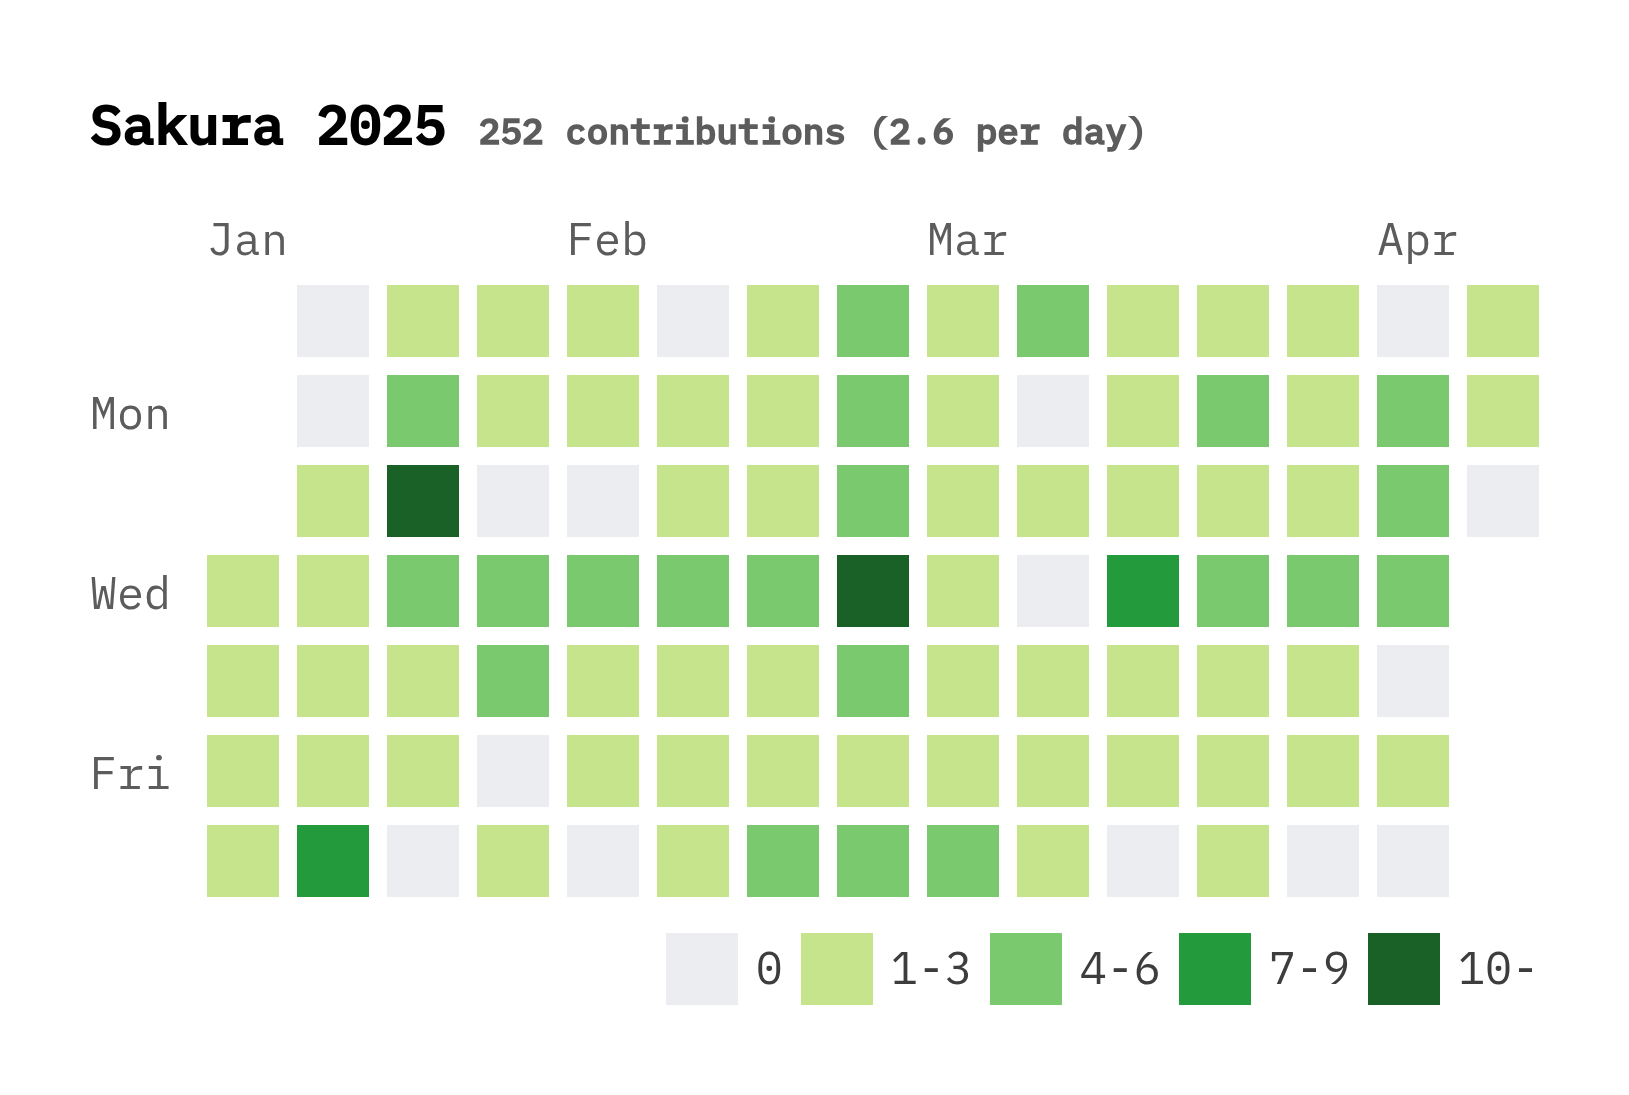 Sakura 2025 252 contributions (2.6 per day)
Jan Feb Mar Apr
Mon
Wed
Fri
0 1-3 4-6 7-9 10-